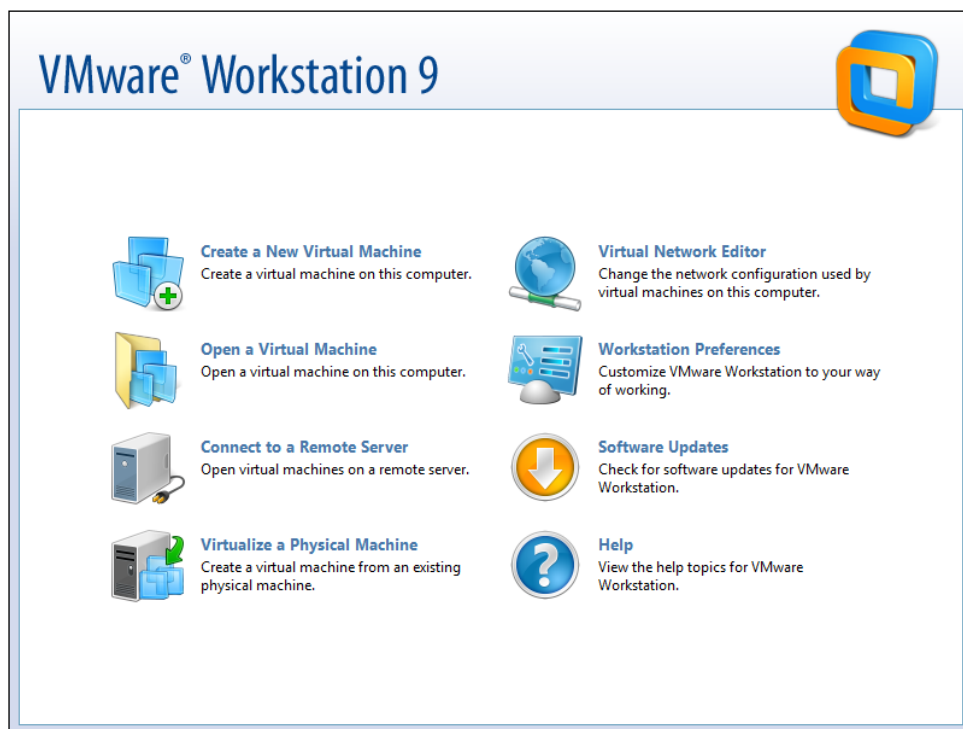 VMware® Workstation 9
Create a New Virtual Machine
Create a virtual machine on this computer.
Open a Virtual Machine
Open a virtual machine on this computer.
Connect to a Remote Server
Open virtual machines on a remote server.
Virtualize a Physical Machine
Create a virtual machine from an existing
physical machine.
Virtual Network Editor
Change the network configuration used by
virtual machines on this computer.
Workstation Preferences
Customize VMware Workstation to your way
of working.
Software Updates
Check for software updates for VMware
Workstation.
Help
View the help topics for VMware
Workstation.